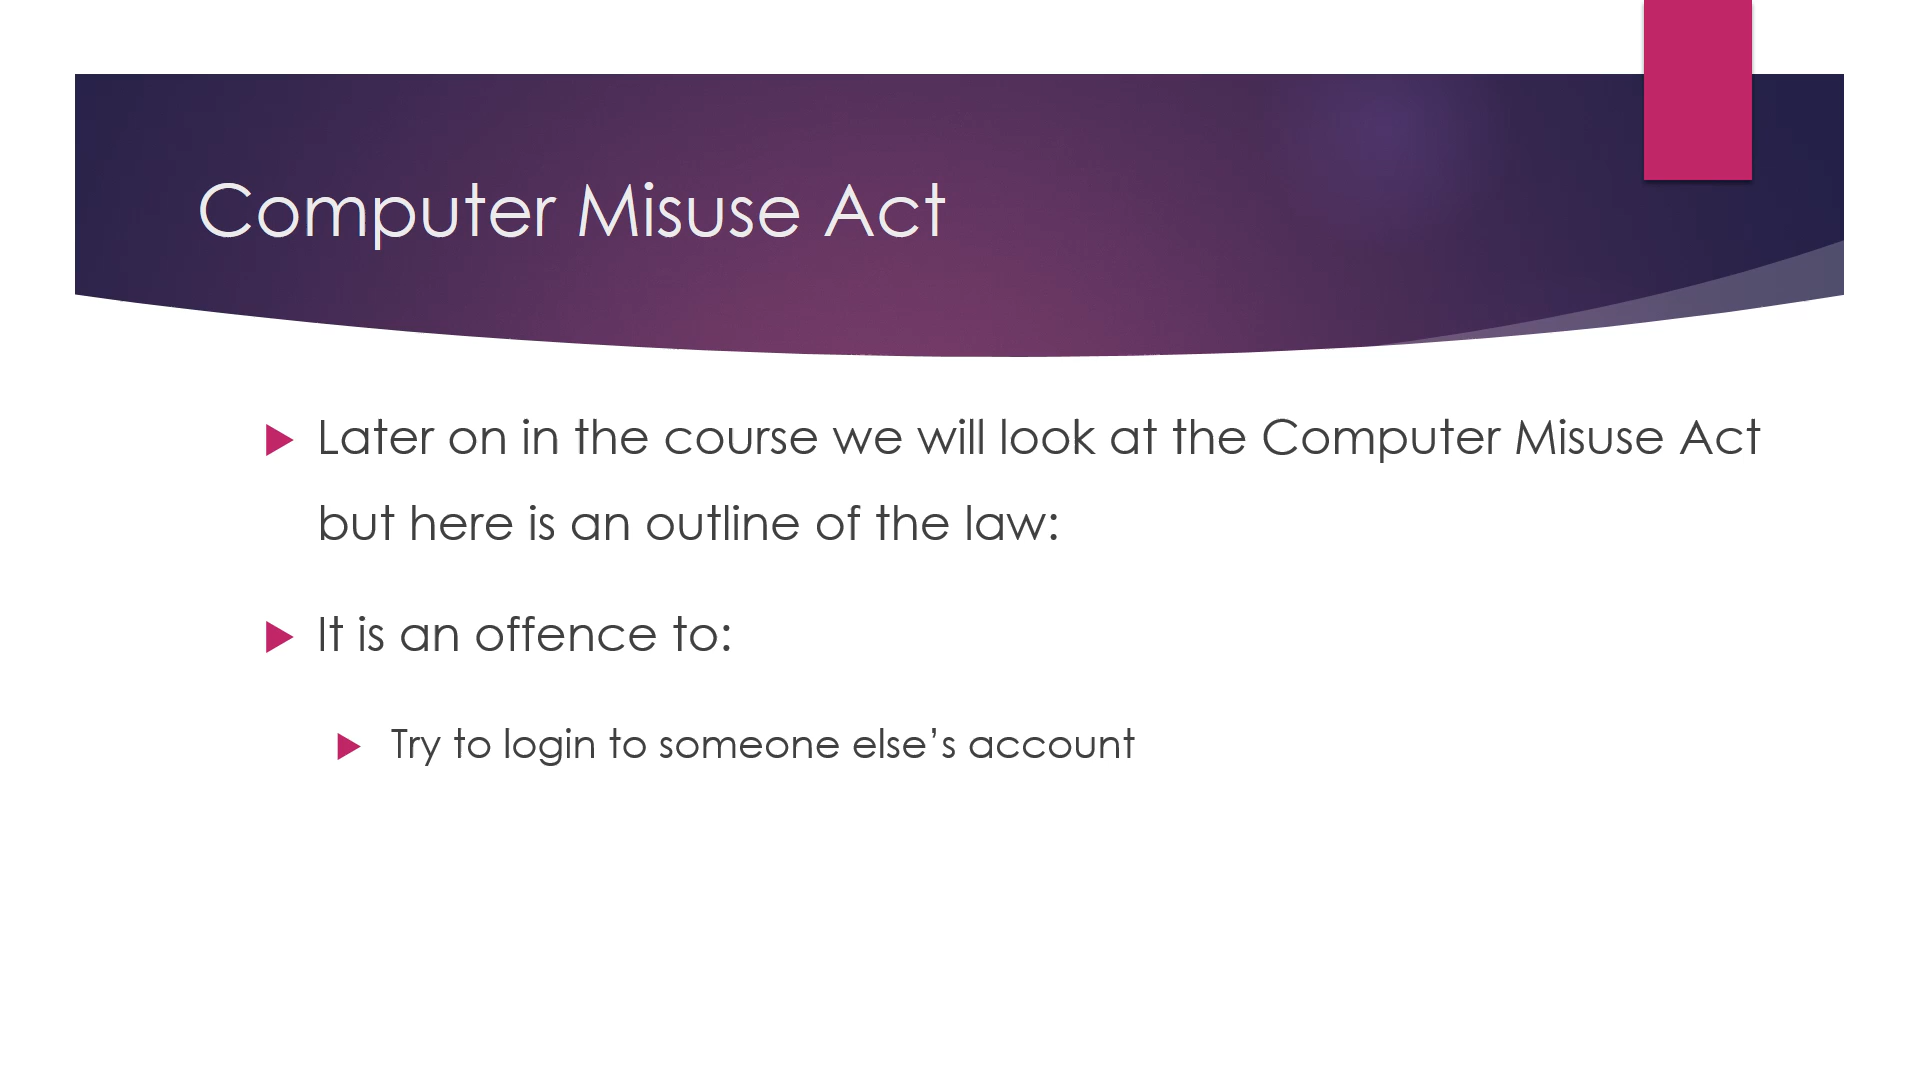 Computer Misuse Act
Later on in the course we will look at the Computer Misuse Act
but here is an outline of the law:
It is an offence to:
Try to login to someone else’s account